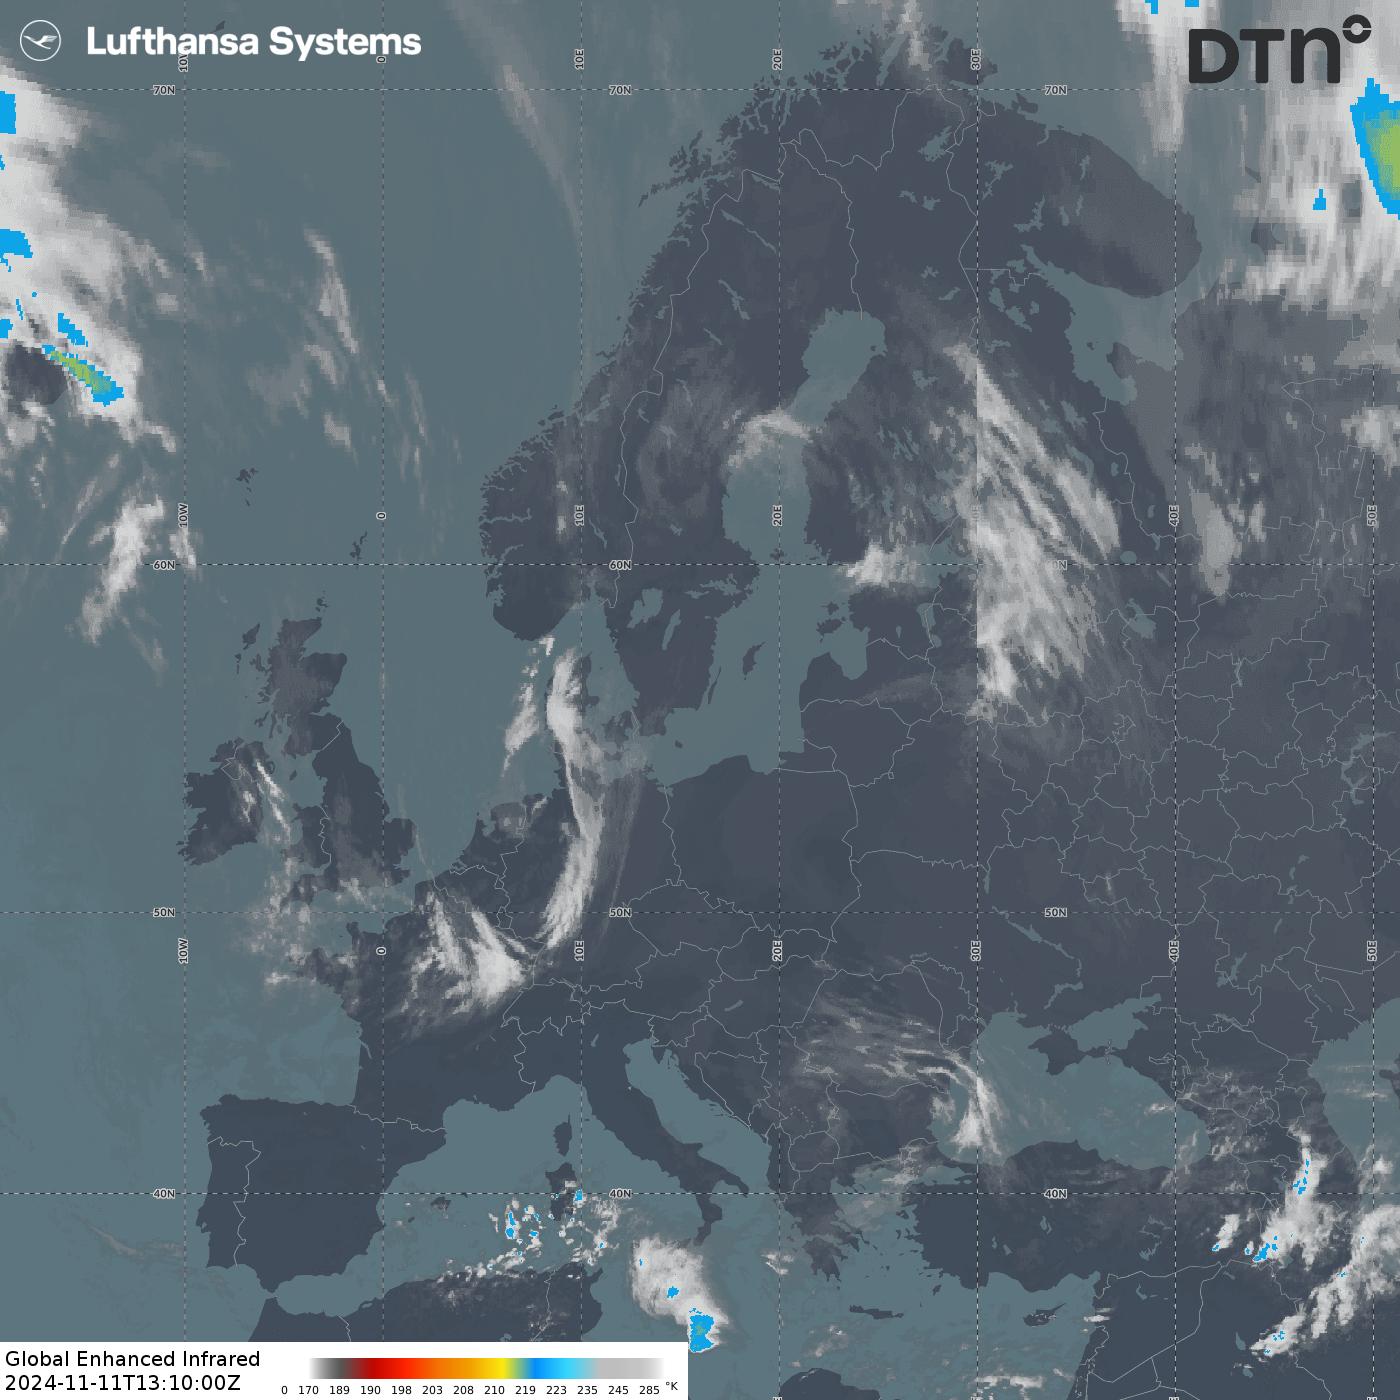 Lufthansa Systems
DTN
10W 0 10E 20E 30E
70N 70N 70N
10W 0 10E 20E 40E 50E
60N 60N 60N
50N 50N 50N
10W 0 10E 20E 30E 40E 50E
40N 40N 40N
Global Enhanced Infrared
2024-11-11T13:10:00Z
0 170 189 190 198 203 208 210 219 223 235 245 285 °K